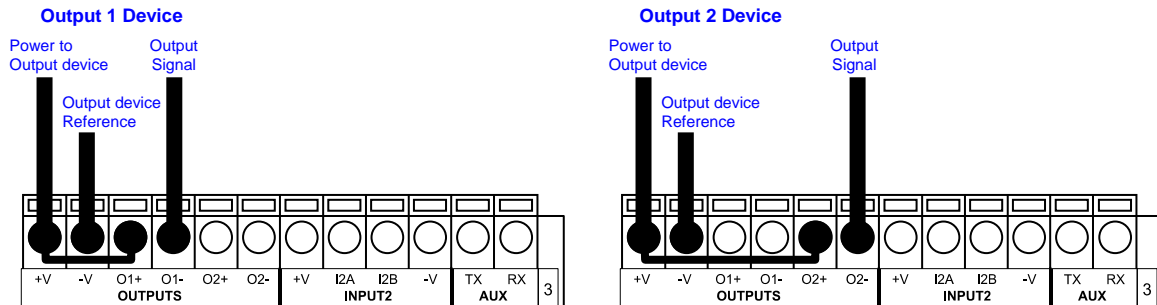 Output 1 Device
Power to
Output device
Output
Signal
Output device
Reference
+V -V O1+ O1- O2+ O2- +V I2A I2B -V TX RX
OUTPUTS INPUT2 AUX 3
Output 2 Device
Power to
Output device
Output
Signal
Output device
Reference
+V -V O1+ O1- O2+ O2- +V I2A I2B -V TX RX
OUTPUTS INPUT2 AUX 3